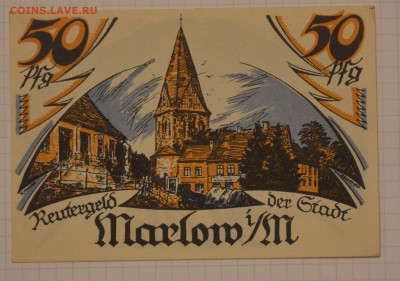 COINS.LAVE.RU
50 50
Pfg Pfg
Reutergeld der Stadt
Marlow i/M